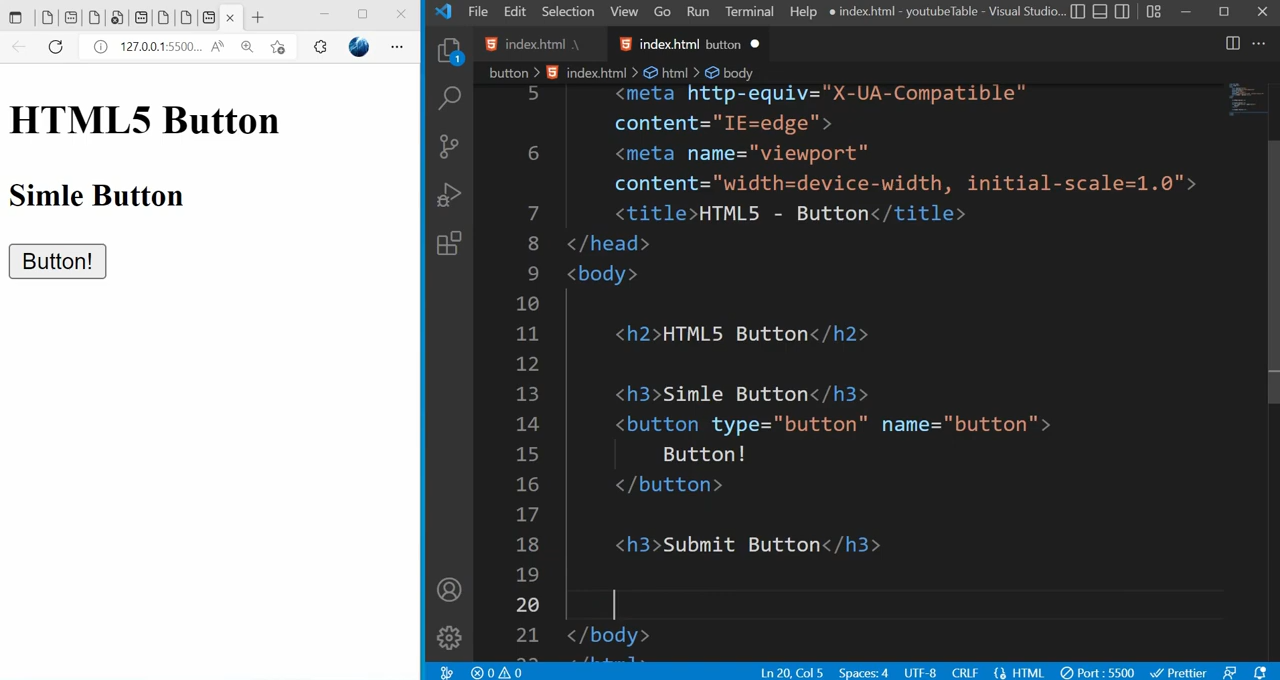 File Edit Selection View Go Run Terminal Help ● index.html - youtubeTable - Visual Studio...
127.0.0.1:5500...
index.html .\ index.html button ●
button > index.html > html > body
1
HTML5 Button
Simle Button
Button!
5 <meta http-equiv="X-UA-Compatible"
content="IE=edge">
6 <meta name="viewport"
content="width=device-width, initial-scale=1.0">
7 <title>HTML5 - Button</title>
8 </head>
9 <body>
10
11 <h2>HTML5 Button</h2>
12
13 <h3>Simle Button</h3>
14 <button type="button" name="button">
15 Button!
16 </button>
17
18 <h3>Submit Button</h3>
19
20
21 </body>
22 </html>
0 0 Ln 20, Col 5 Spaces: 4 UTF-8 CRLF {} HTML Port : 5500 Prettier